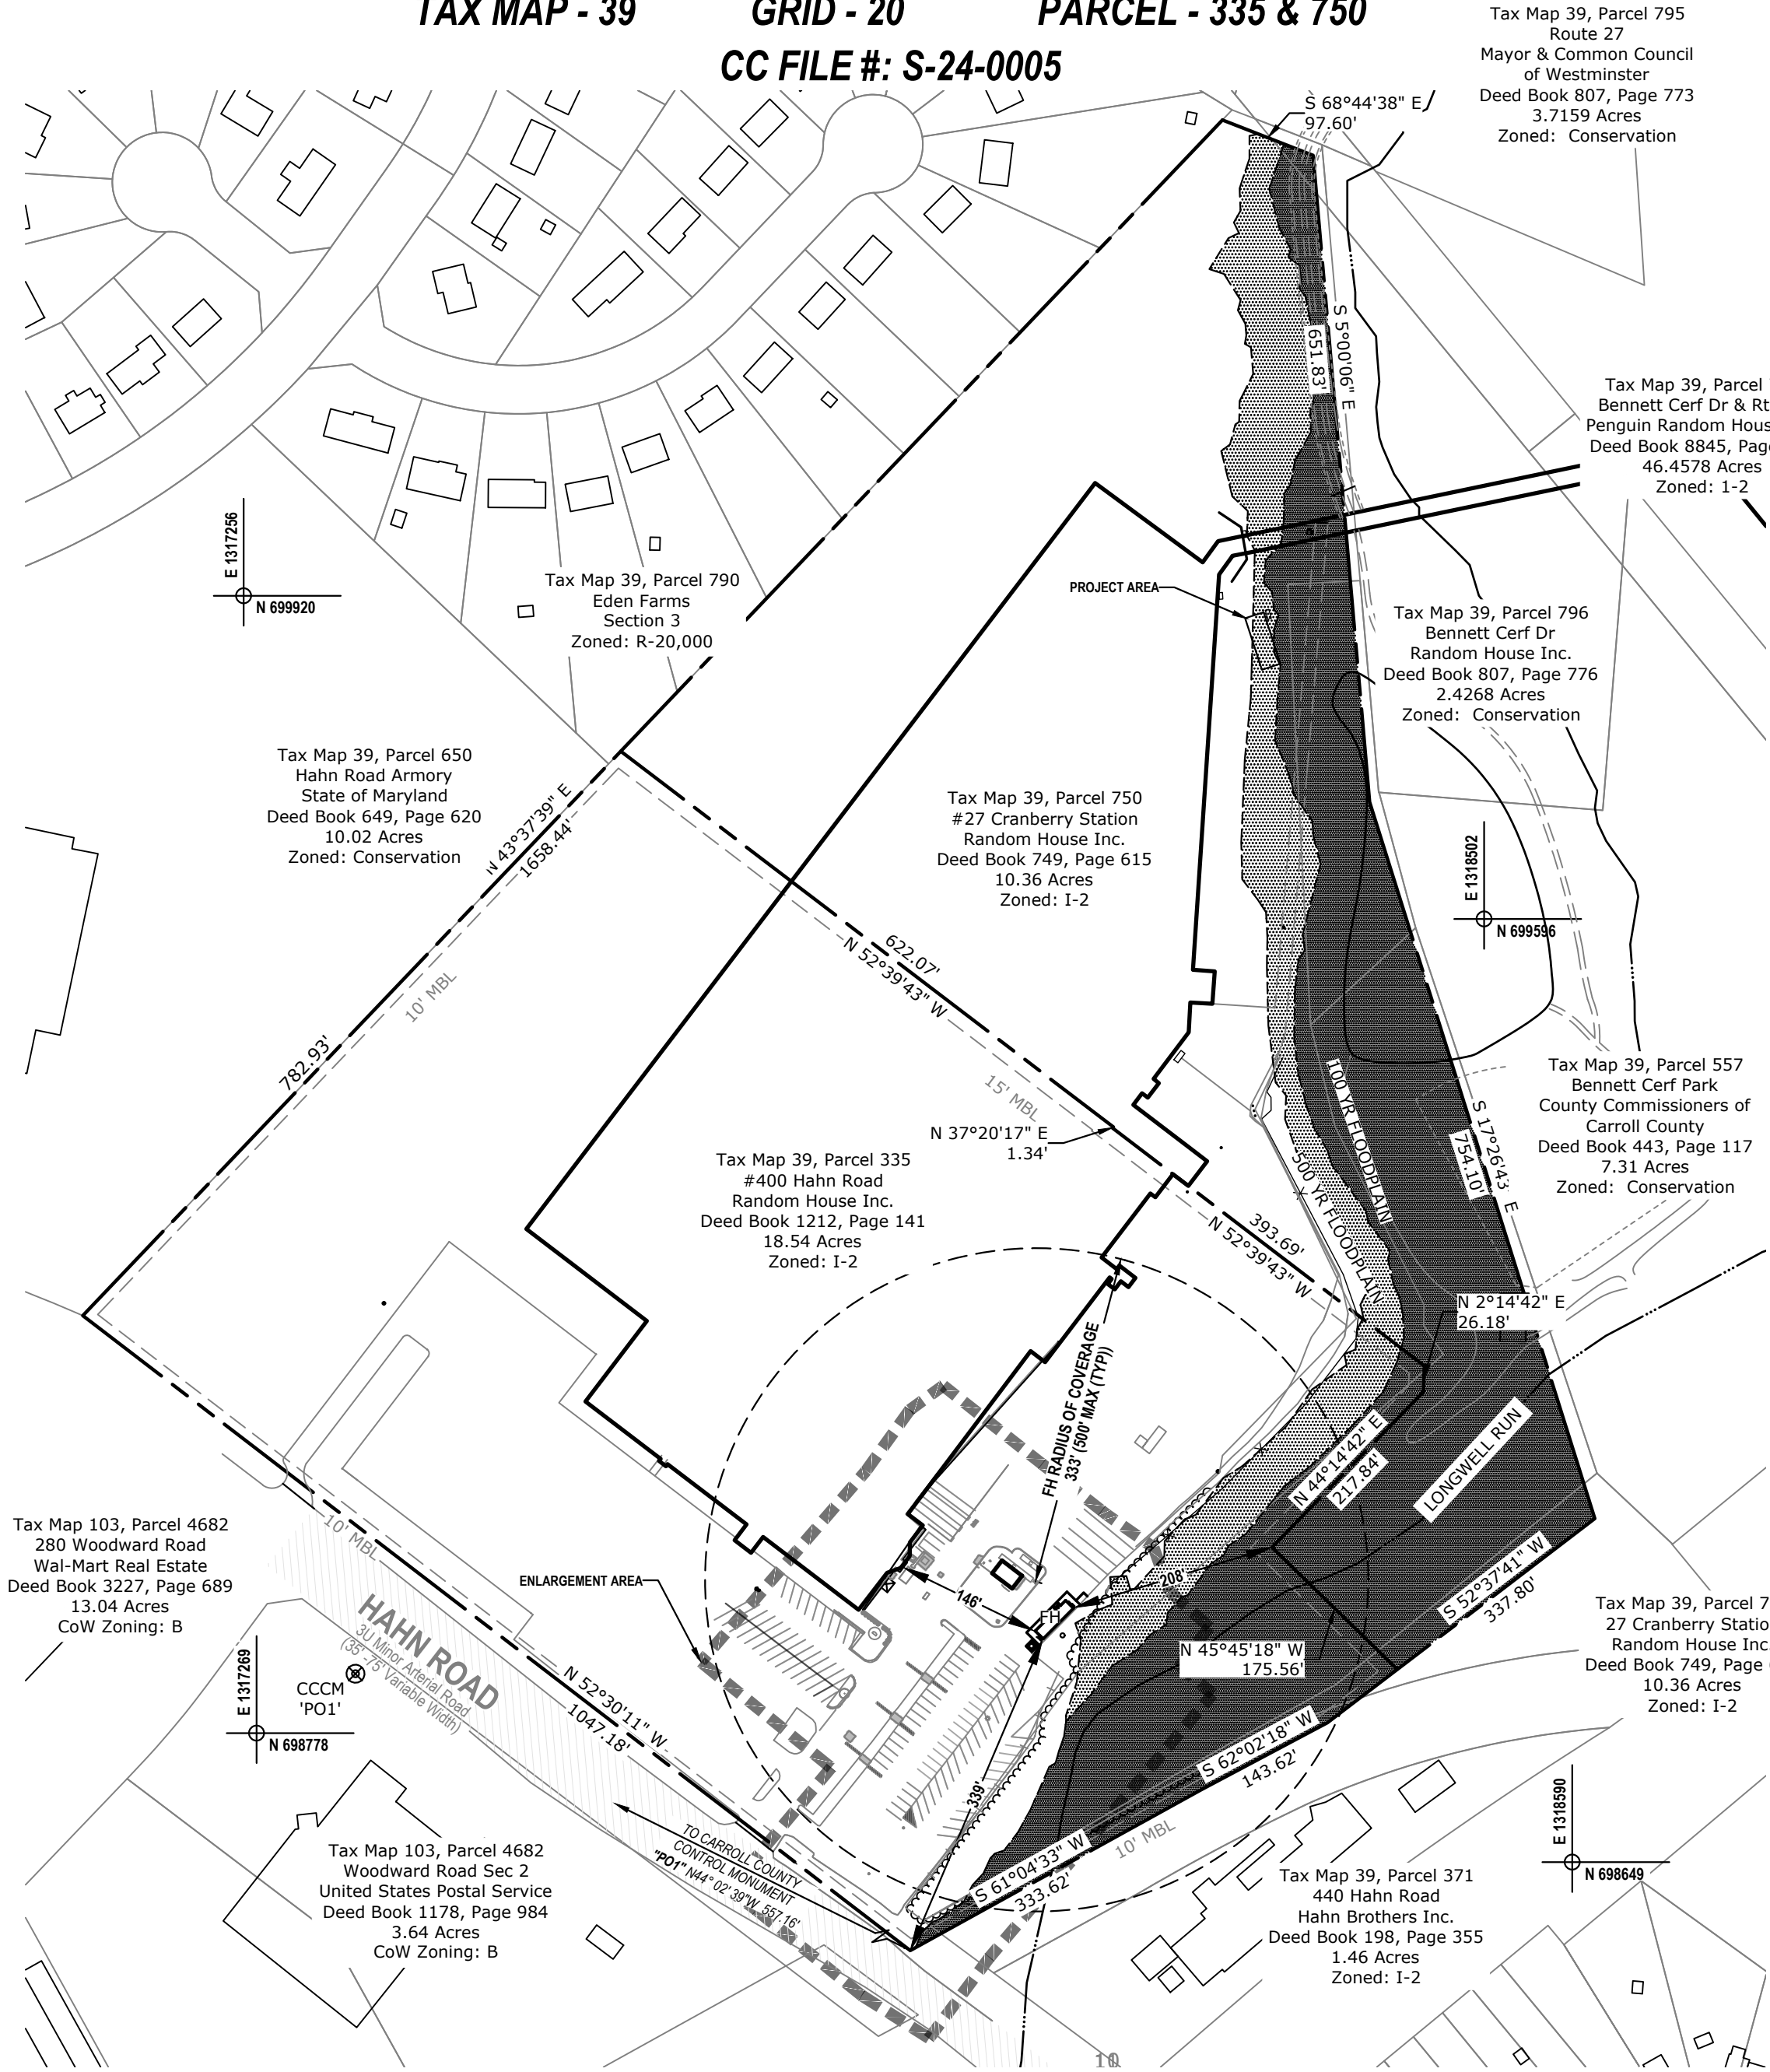 TAX MAP - 39 GRID - 20 PARCEL - 335 & 750
CC FILE #: S-24-0005
Tax Map 39, Parcel 795
Route 27
Mayor & Common Council
of Westminster
Deed Book 807, Page 773
3.7159 Acres
Zoned: Conservation
S 68°44'38" E
97.60'
S 5°00'06" E
651.83'
Tax Map 39, Parcel
Bennett Cerf Dr & Rt
Penguin Random Hous
Deed Book 8845, Pag
46.4578 Acres
Zoned: 1-2
E 1317256
N 699920
Tax Map 39, Parcel 790
Eden Farms
Section 3
Zoned: R-20,000
PROJECT AREA
Tax Map 39, Parcel 796
Bennett Cerf Dr
Random House Inc.
Deed Book 807, Page 776
2.4268 Acres
Zoned: Conservation
Tax Map 39, Parcel 650
Hahn Road Armory
State of Maryland
Deed Book 649, Page 620
10.02 Acres
Zoned: Conservation
N 43°37'39" E
1658.44'
Tax Map 39, Parcel 750
#27 Cranberry Station
Random House Inc.
Deed Book 749, Page 615
10.36 Acres
Zoned: I-2
E 1318502
N 699596
622.07'
N 52°39'43" W
10' MBL
782.93'
15' MBL
N 37°20'17" E
1.34'
100 YR FLOODPLAIN
500 YR FLOODPLAIN
S 17°26'43 E
754.10'
Tax Map 39, Parcel 557
Bennett Cerf Park
County Commissioners of
Carroll County
Deed Book 443, Page 117
7.31 Acres
Zoned: Conservation
Tax Map 39, Parcel 335
#400 Hahn Road
Random House Inc.
Deed Book 1212, Page 141
18.54 Acres
Zoned: I-2
393.69'
N 52°39'43" W
N 2°14'42" E
26.18'
FH RADIUS OF COVERAGE
333' (500' MAX (TYP))
N 44°14'42" E
217.84'
LONGWELL RUN
Tax Map 103, Parcel 4682
280 Woodward Road
Wal-Mart Real Estate
Deed Book 3227, Page 689
13.04 Acres
CoW Zoning: B
10' MBL
ENLARGEMENT AREA
146'
208'
FH
S 52°37'41" W
337.80'
N 45°45'18" W
175.56'
Tax Map 39, Parcel 7
27 Cranberry Statio
Random House Inc.
Deed Book 749, Page
10.36 Acres
Zoned: I-2
HAHN ROAD
3U Minor Arterial Road
(35'-75' Variable Width)
CCCM
'PO1'
E 1317269
N 698778
N 52°30'11" W
1047.18'
S 62°02'18" W
143.62'
339'
10' MBL
S 61°04'33" W
333.62'
E 1318590
N 698649
TO CARROLL COUNTY
CONTROL MONUMENT
"PO1" N44° 02' 39"W, 557.16'
Tax Map 103, Parcel 4682
Woodward Road Sec 2
United States Postal Service
Deed Book 1178, Page 984
3.64 Acres
CoW Zoning: B
Tax Map 39, Parcel 371
440 Hahn Road
Hahn Brothers Inc.
Deed Book 198, Page 355
1.46 Acres
Zoned: I-2